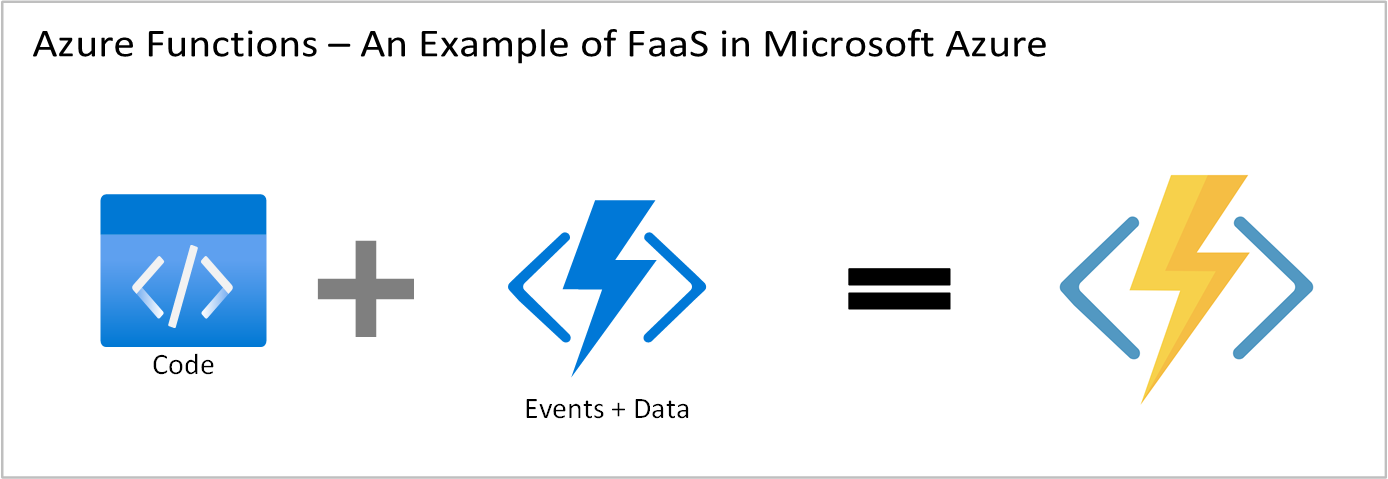 Azure Functions – An Example of FaaS in Microsoft Azure
Code
Events + Data